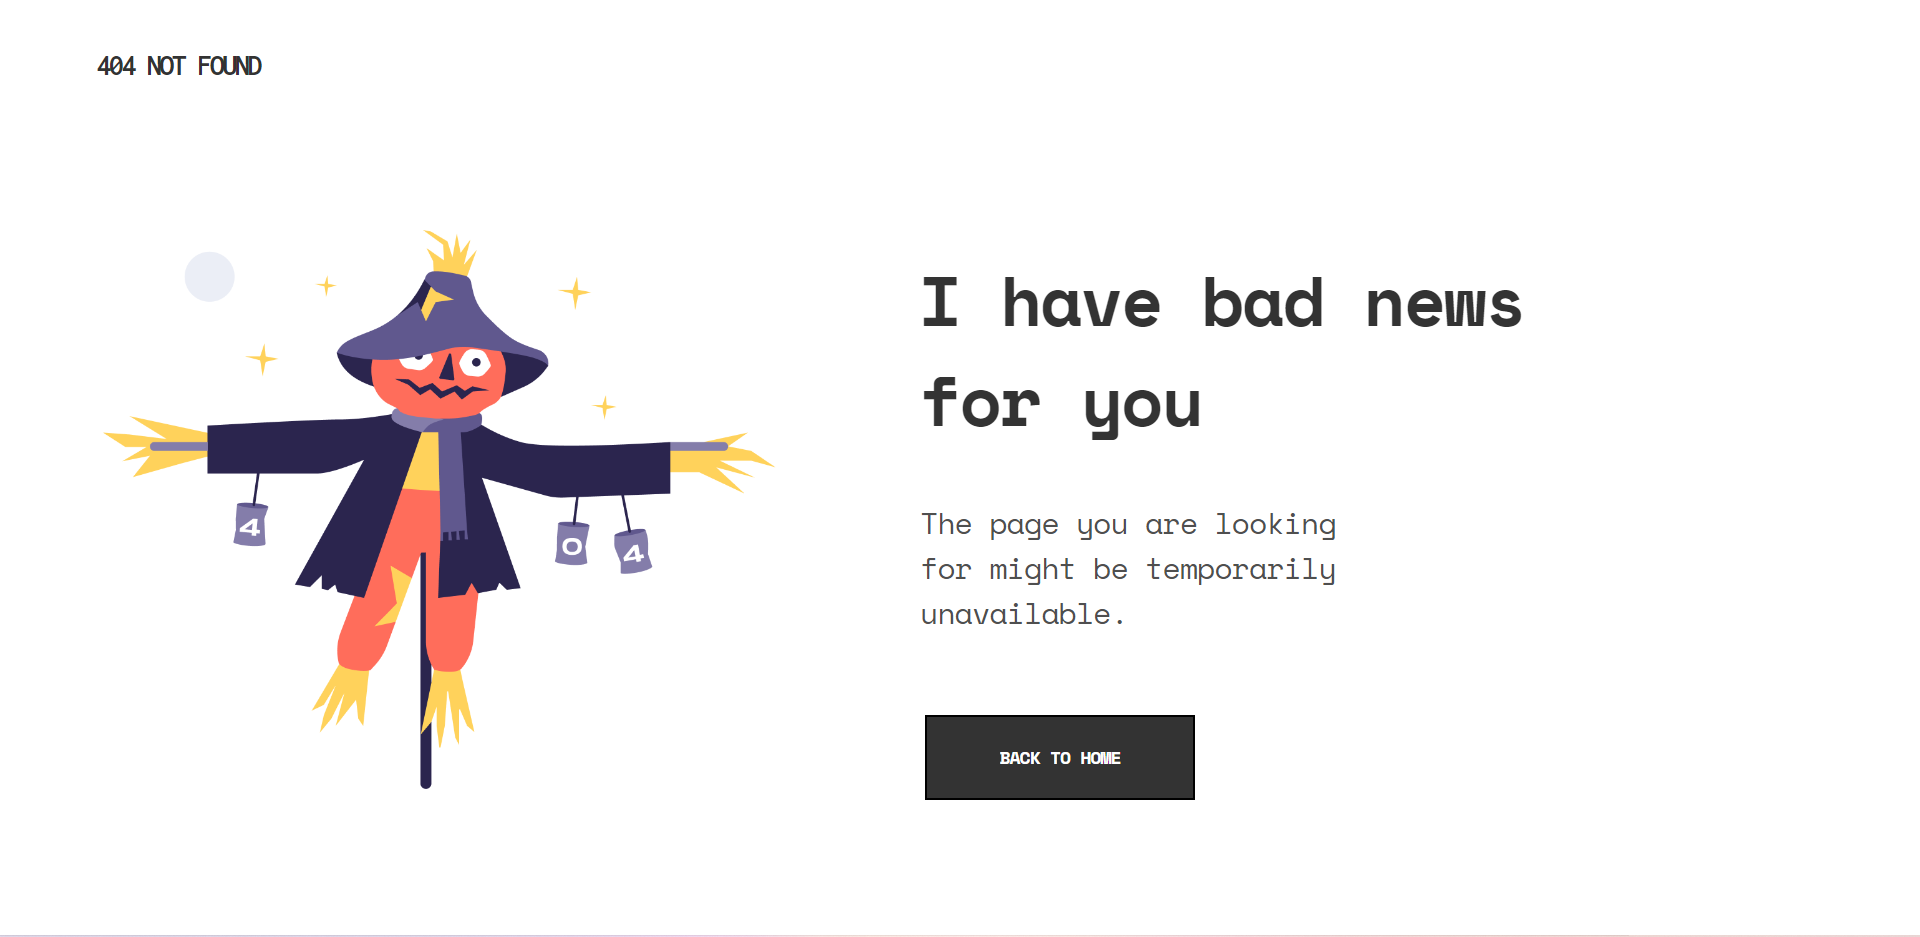 404 NOT FOUND
I have bad news
for you
4
0
4
The page you are looking
for might be temporarily
unavailable.
BACK TO HOME